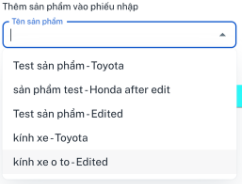 Thêm sản phẩm vào phiếu nhập
Tên sản phẩm
Test sản phẩm - Toyota
sản phẩm test - Honda after edit
Test sản phẩm - Edited
kính xe - Toyota
kính xe o to - Edited